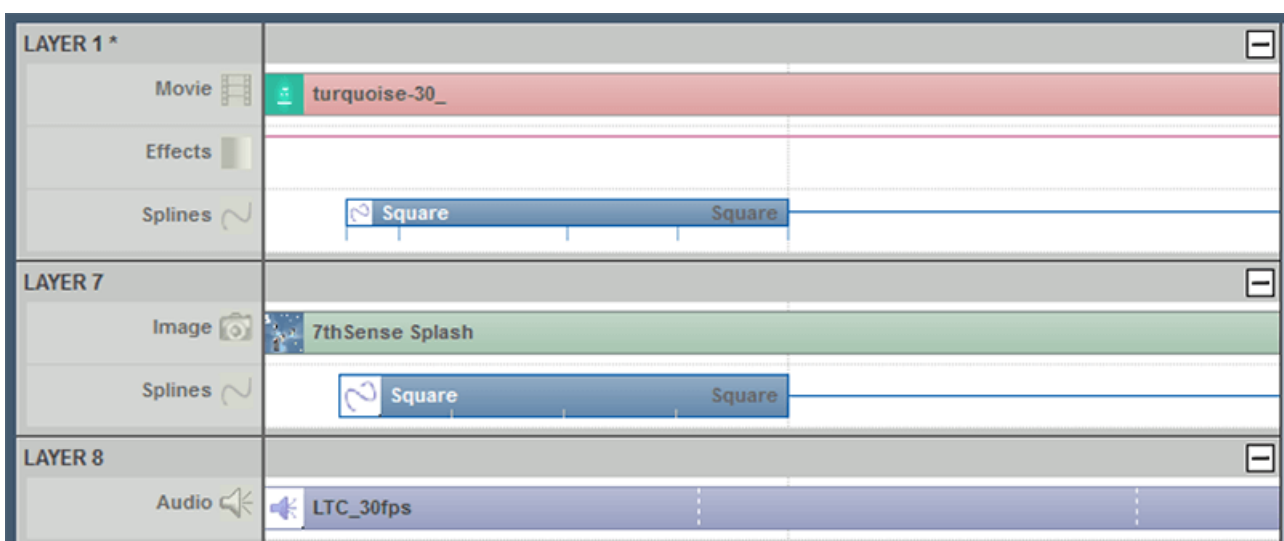 LAYER 1 *
Movie
turquoise-30_
Effects
Splines
Square Square
LAYER 7
Image
7thSense Splash
Splines
Square Square
LAYER 8
Audio
LTC_30fps